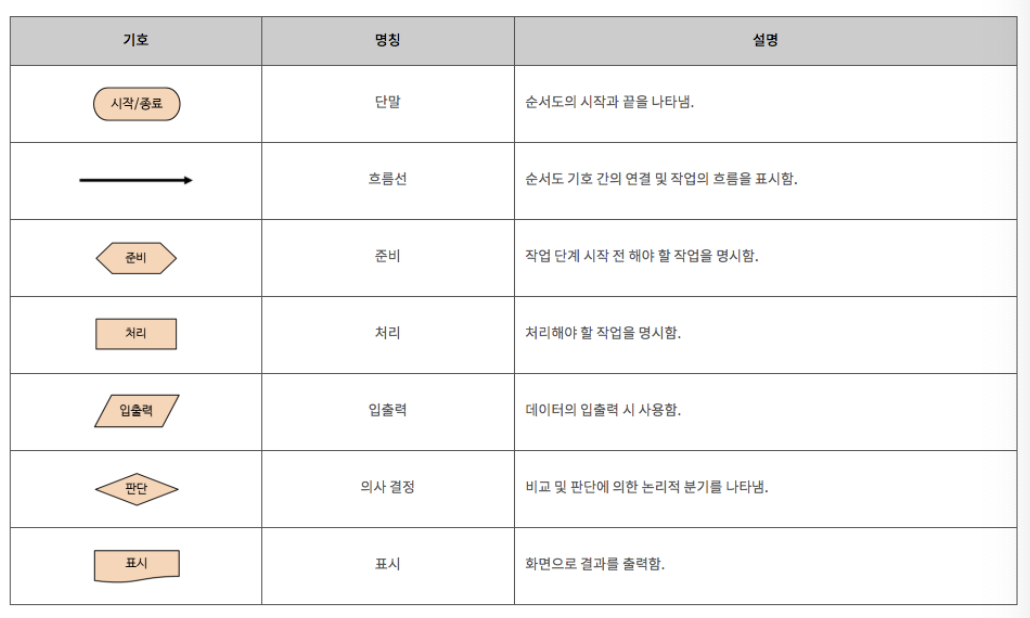 기호 명칭 설명
시작/종료 단말 순서도의 시작과 끝을 나타냄.
흐름선 순서도 기호 간의 연결 및 작업의 흐름을 표시함.
준비 준비 작업 단계 시작 전 해야 할 작업을 명시함.
처리 처리 처리해야 할 작업을 명시함.
입출력 입출력 데이터의 입출력 시 사용함.
판단 의사 결정 비교 및 판단에 의한 논리적 분기를 나타냄.
표시 표시 화면으로 결과를 출력함.